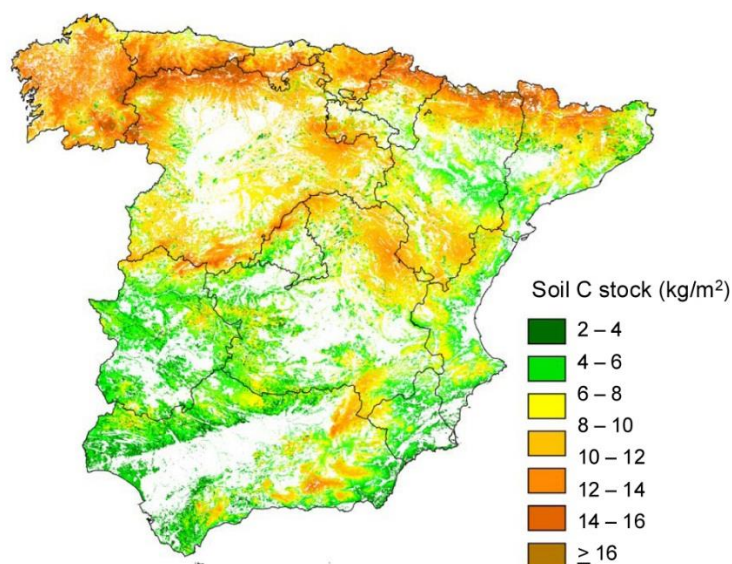 Soil C stock (kg/m²)
2 – 4
4 – 6
6 – 8
8 – 10
10 – 12
12 – 14
14 – 16
≥ 16